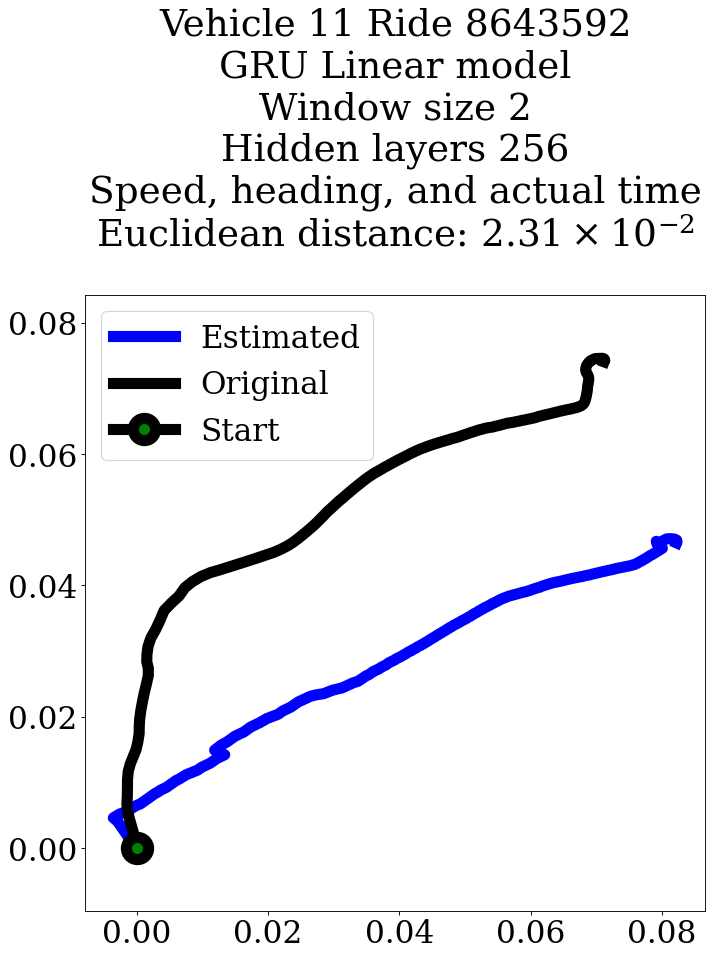 Vehicle 11 Ride 8643592
GRU Linear model
Window size 2
Hidden layers 256
Speed, heading, and actual time
Euclidean distance: 2.31 × 10⁻²
Estimated
Original
Start
0.08
0.06
0.04
0.02
0.00
0.00 0.02 0.04 0.06 0.08